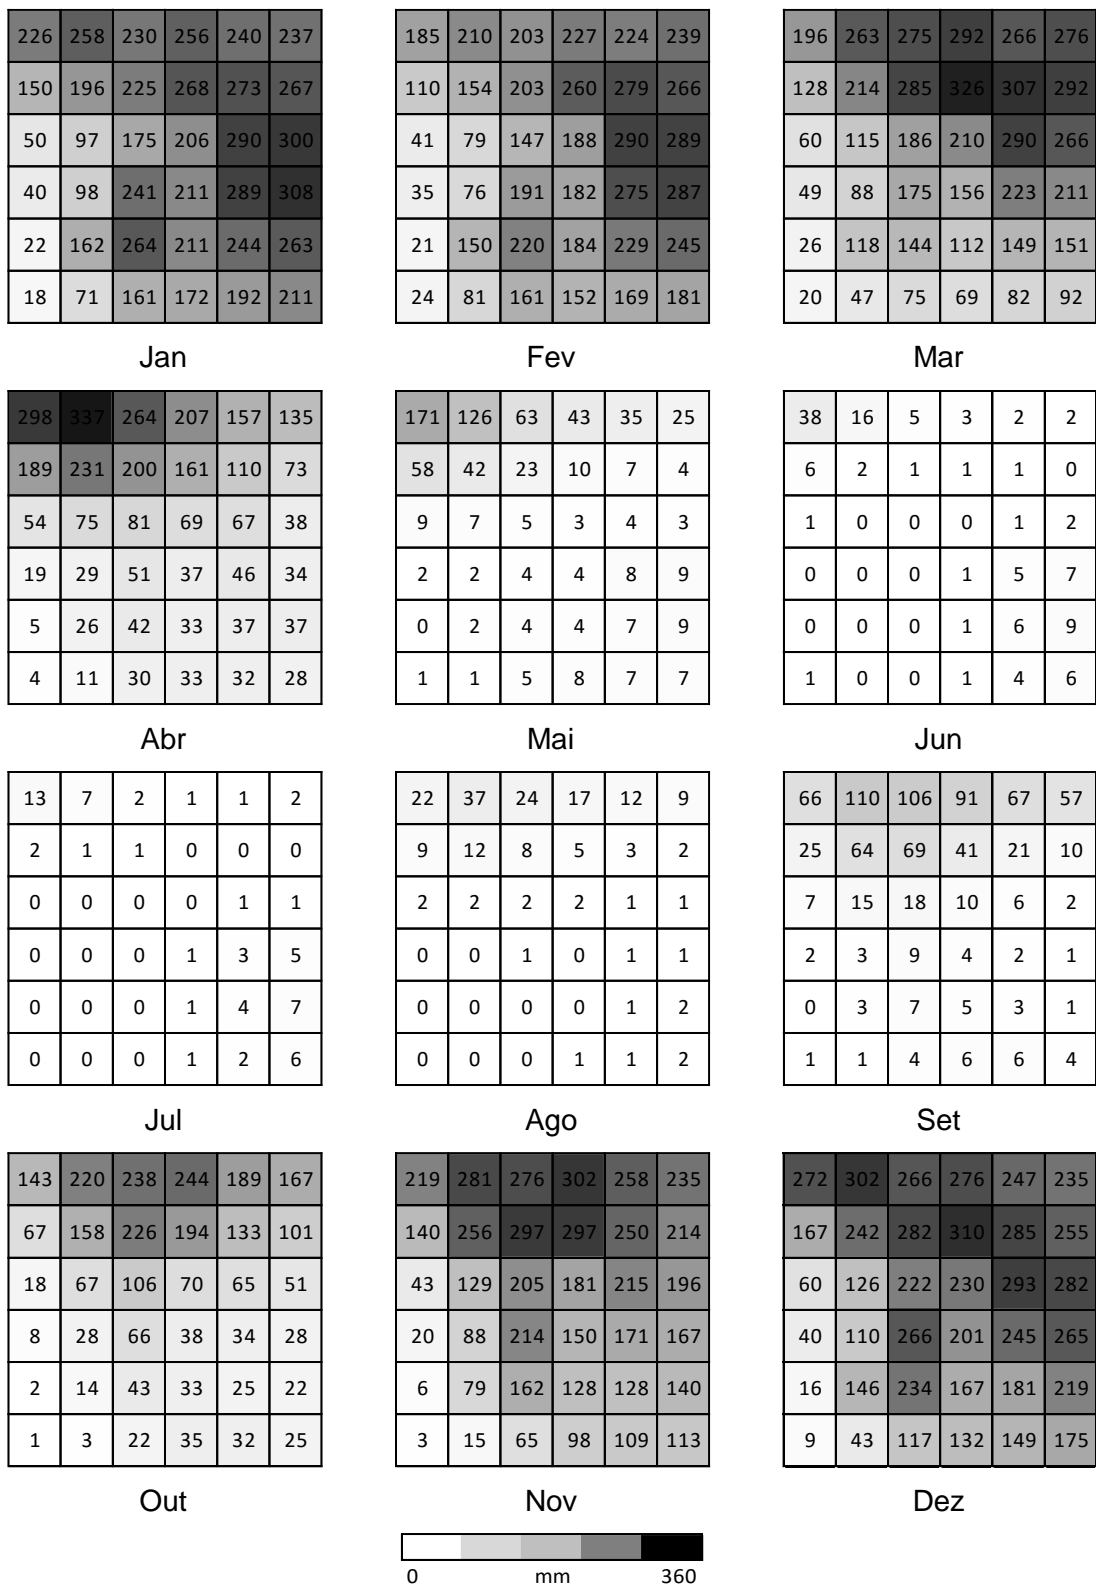 226 258 230 256 240 237 185 210 203 227 224 239 196 263 275 292 266 276
150 196 225 268 273 267 110 154 203 260 279 266 128 214 285 326 307 292
50 97 175 206 290 300 41 79 147 188 290 289 60 115 186 210 290 266
40 98 241 211 289 308 35 76 191 182 275 287 49 88 175 156 223 211
22 162 264 211 244 263 21 150 220 184 229 245 26 118 144 112 149 151
18 71 161 172 192 211 24 81 161 152 169 181 20 47 75 69 82 92
Jan Fev Mar
298 337 264 207 157 135 171 126 63 43 35 25 38 16 5 3 2 2
189 231 200 161 110 73 58 42 23 10 7 4 6 2 1 1 1 0
54 75 81 69 67 38 9 7 5 3 4 3 1 0 0 0 1 2
19 29 51 37 46 34 2 2 4 4 8 9 0 0 0 1 5 7
5 26 42 33 37 37 0 2 4 4 7 9 0 0 0 1 6 9
4 11 30 33 32 28 1 1 5 8 7 7 1 0 0 1 4 6
Abr Mai Jun
13 7 2 1 1 2 22 37 24 17 12 9 66 110 106 91 67 57
2 1 1 0 0 0 9 12 8 5 3 2 25 64 69 41 21 10
0 0 0 0 1 1 2 2 2 2 1 1 7 15 18 10 6 2
0 0 0 1 3 5 0 0 1 0 1 1 2 3 9 4 2 1
0 0 0 1 4 7 0 0 0 0 1 2 0 3 7 5 3 1
0 0 0 1 2 6 0 0 0 1 1 2 1 1 4 6 6 4
Jul Ago Set
143 220 238 244 189 167 219 281 276 302 258 235 272 302 266 276 247 235
67 158 226 194 133 101 140 256 297 297 250 214 167 242 282 310 285 255
18 67 106 70 65 51 43 129 205 181 215 196 60 126 222 230 293 282
8 28 66 38 34 28 20 88 214 150 171 167 40 110 266 201 245 265
2 14 43 33 25 22 6 79 162 128 128 140 16 146 234 167 181 219
1 3 22 35 32 25 3 15 65 98 109 113 9 43 117 132 149 175
Out Nov Dez
0 mm 360